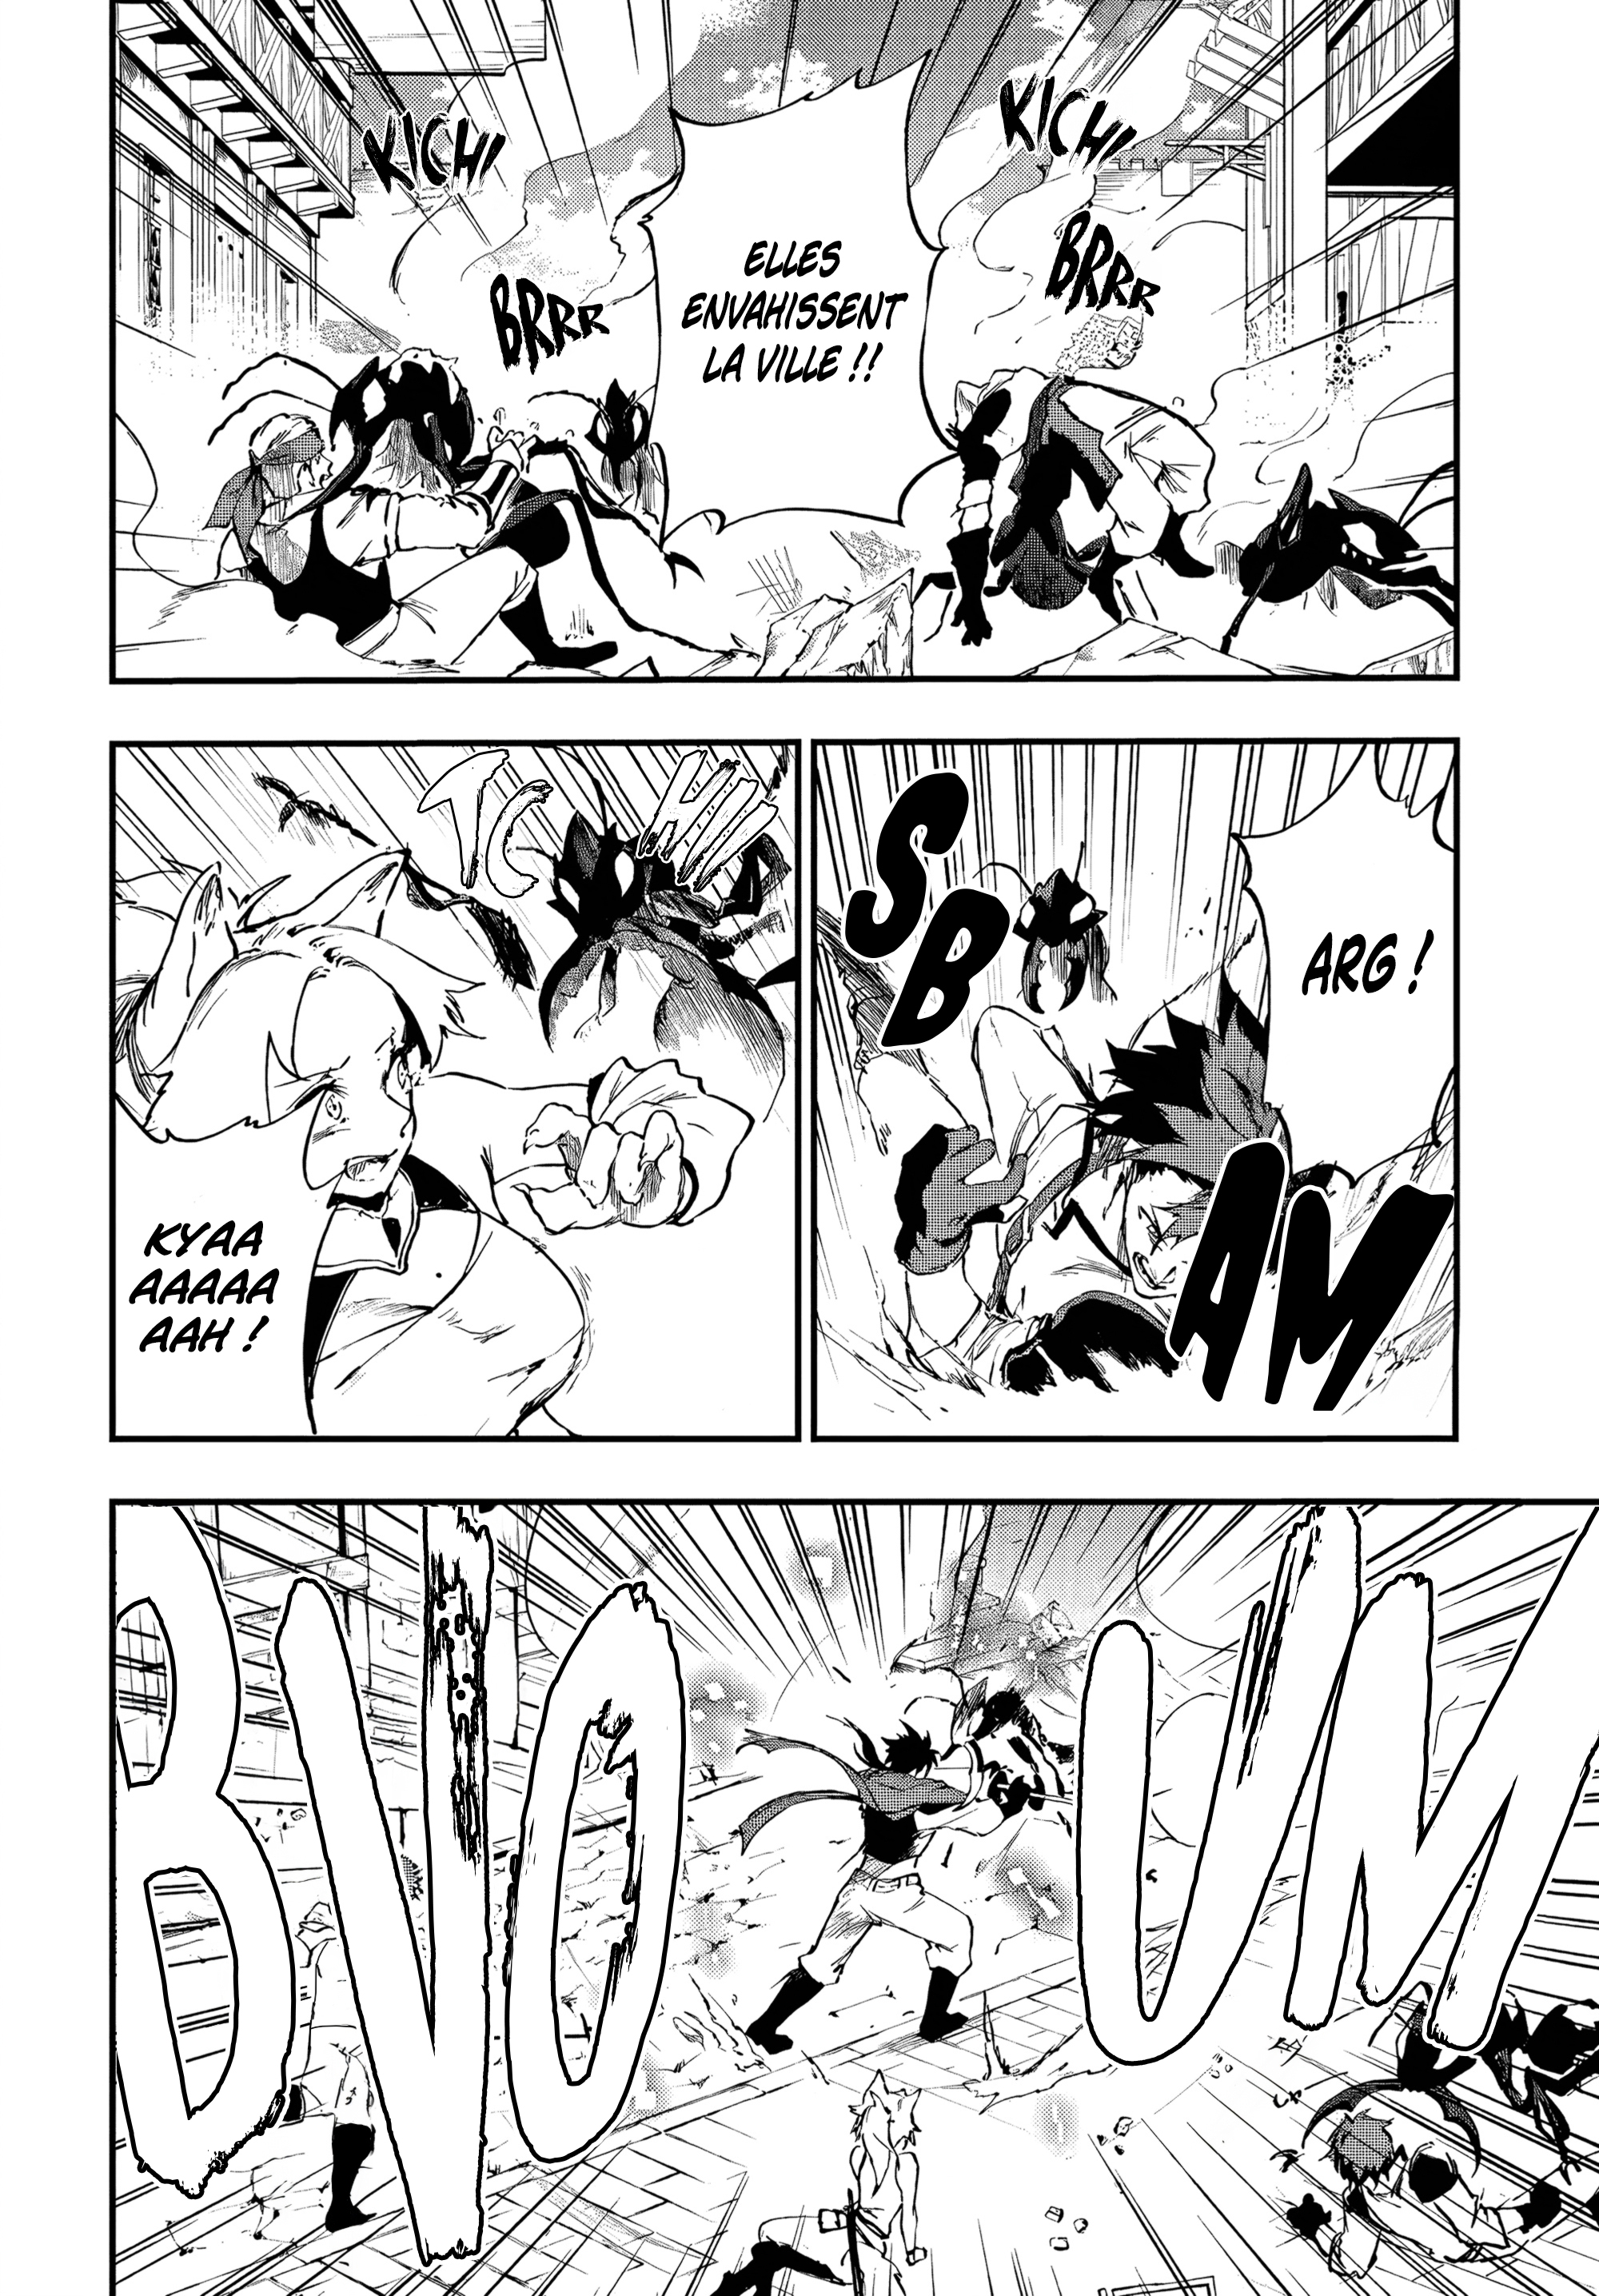 KICHI
BRRR
ELLES
ENVAHISSENT
LA VILLE !!
KICHI
BRRR
ARG !
SB
AM
TCHIII
KYAA
AAAAA
AAH !
BVOUM